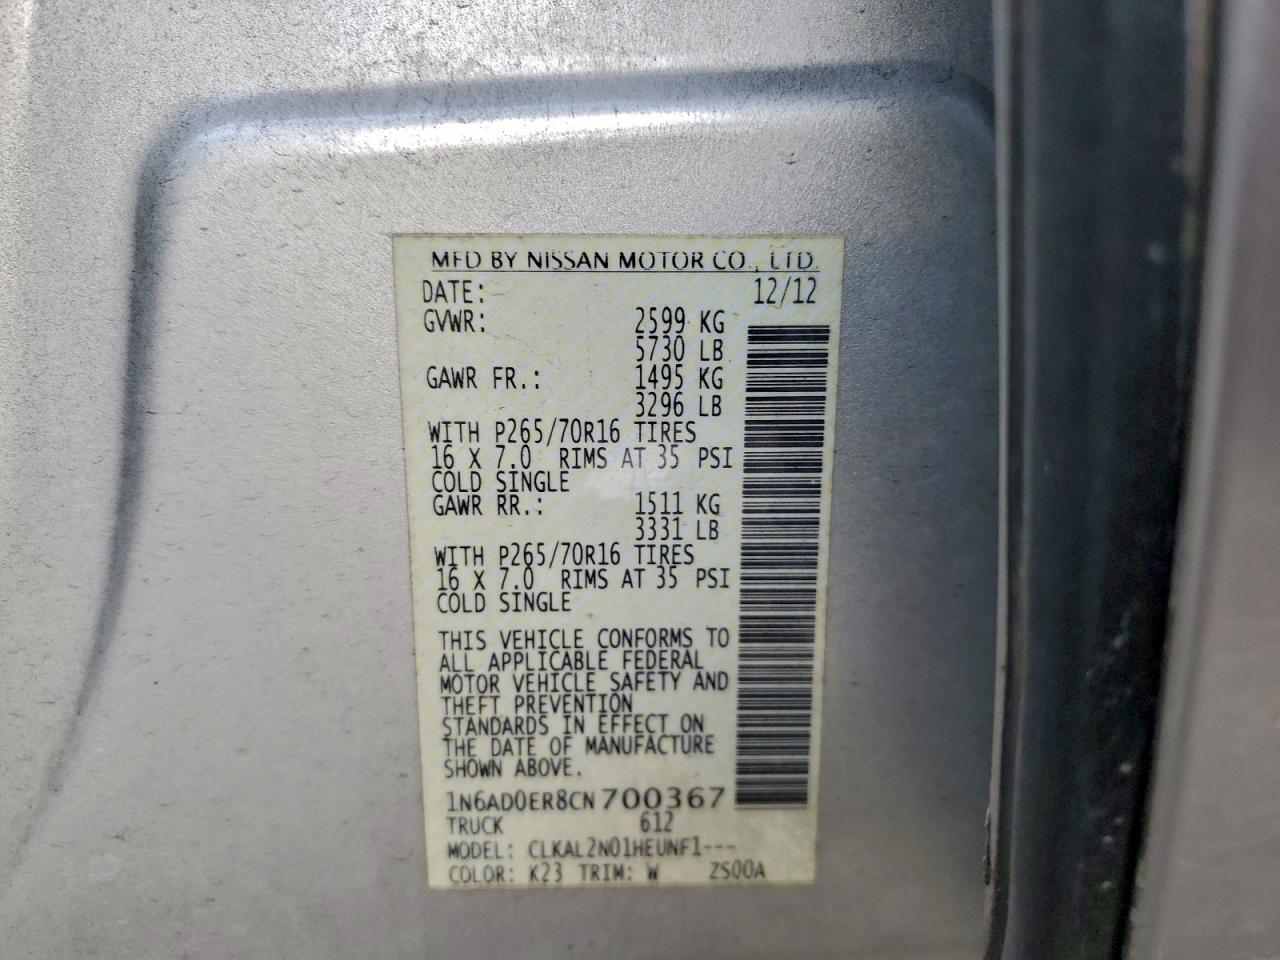 MFD BY NISSAN MOTOR CO., LTD.
DATE: 12/12
GVWR: 2599 KG
5730 LB
GAWR FR.: 1495 KG
3296 LB
WITH P265/70R16 TIRES
16 X 7.0 RIMS AT 35 PSI
COLD SINGLE
GAWR RR.: 1511 KG
3331 LB
WITH P265/70R16 TIRES
16 X 7.0 RIMS AT 35 PSI
COLD SINGLE
THIS VEHICLE CONFORMS TO
ALL APPLICABLE FEDERAL
MOTOR VEHICLE SAFETY AND
THEFT PREVENTION
STANDARDS IN EFFECT ON
THE DATE OF MANUFACTURE
SHOWN ABOVE.
1N6AD0ER8CN700367
TRUCK 612
MODEL: CLKAL2N01HEUNF1---
COLOR: K23 TRIM: W ZS00A